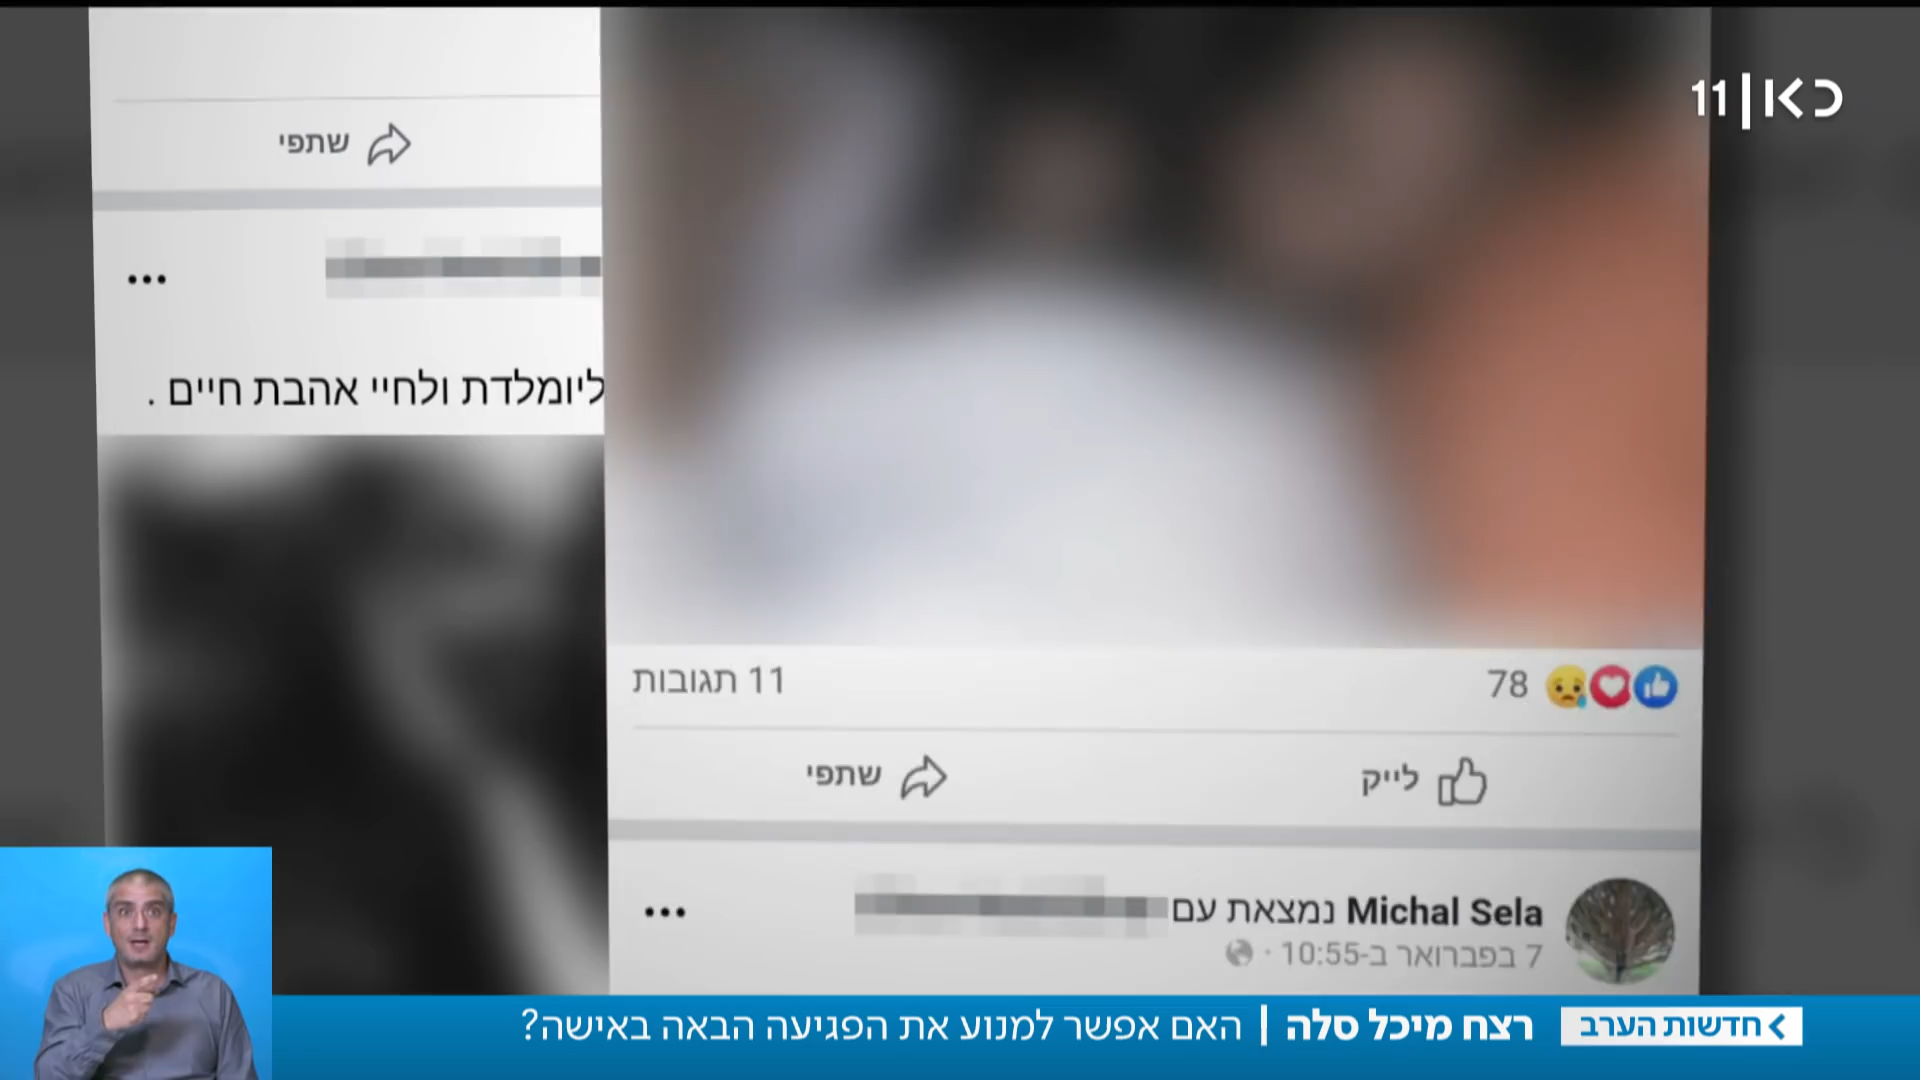 כאן 11
שתפי
ליומלדת ולחיי אהבת חיים .
11 תגובות
78
שתפי
לייק
Michal Sela נמצאת עם
7 בפברואר ב-10:55
חדשות הערב
רצח מיכל סלה | האם אפשר למנוע את הפגיעה הבאה באישה?